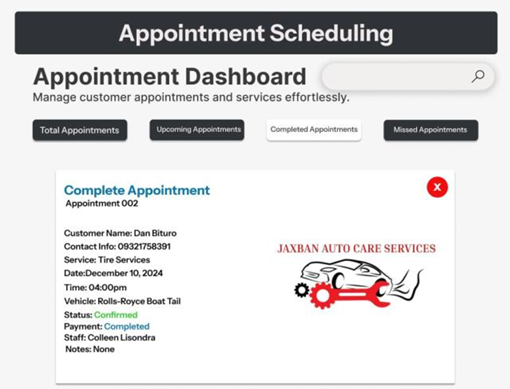 Appointment Scheduling
Appointment Dashboard
Manage customer appointments and services effortlessly.
Total Appointments
Upcoming Appointments
Completed Appointments
Missed Appointments
Complete Appointment
X
Appointment 002
Customer Name: Dan Bituro
Contact Info: 09321758391
Service: Tire Services
Date:December 10, 2024
Time: 04:00pm
Vehicle: Rolls-Royce Boat Tail
Status: Confirmed
Payment: Completed
Staff: Colleen Lisondra
Notes: None
JAXBAN AUTO CARE SERVICES